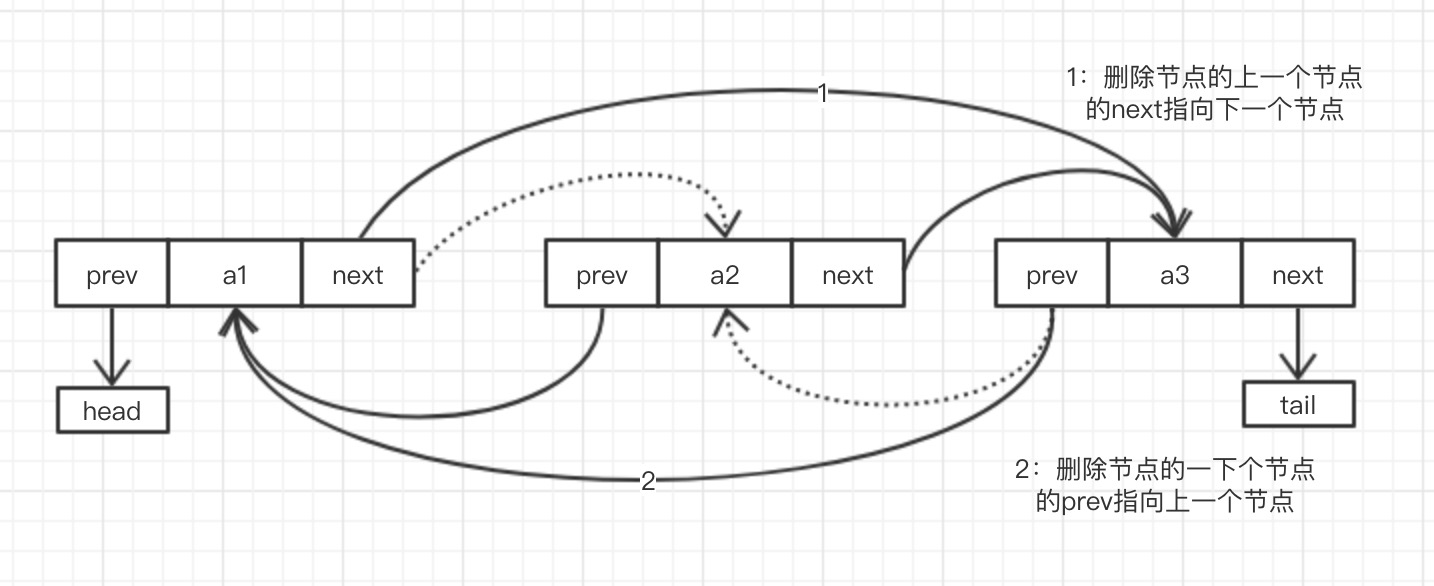 1
1：删除节点的上一个节点
的next指向下一个节点
prev a1 next
prev a2 next
prev a3 next
head
tail
2
2：删除节点的一下个节点
的prev指向上一个节点